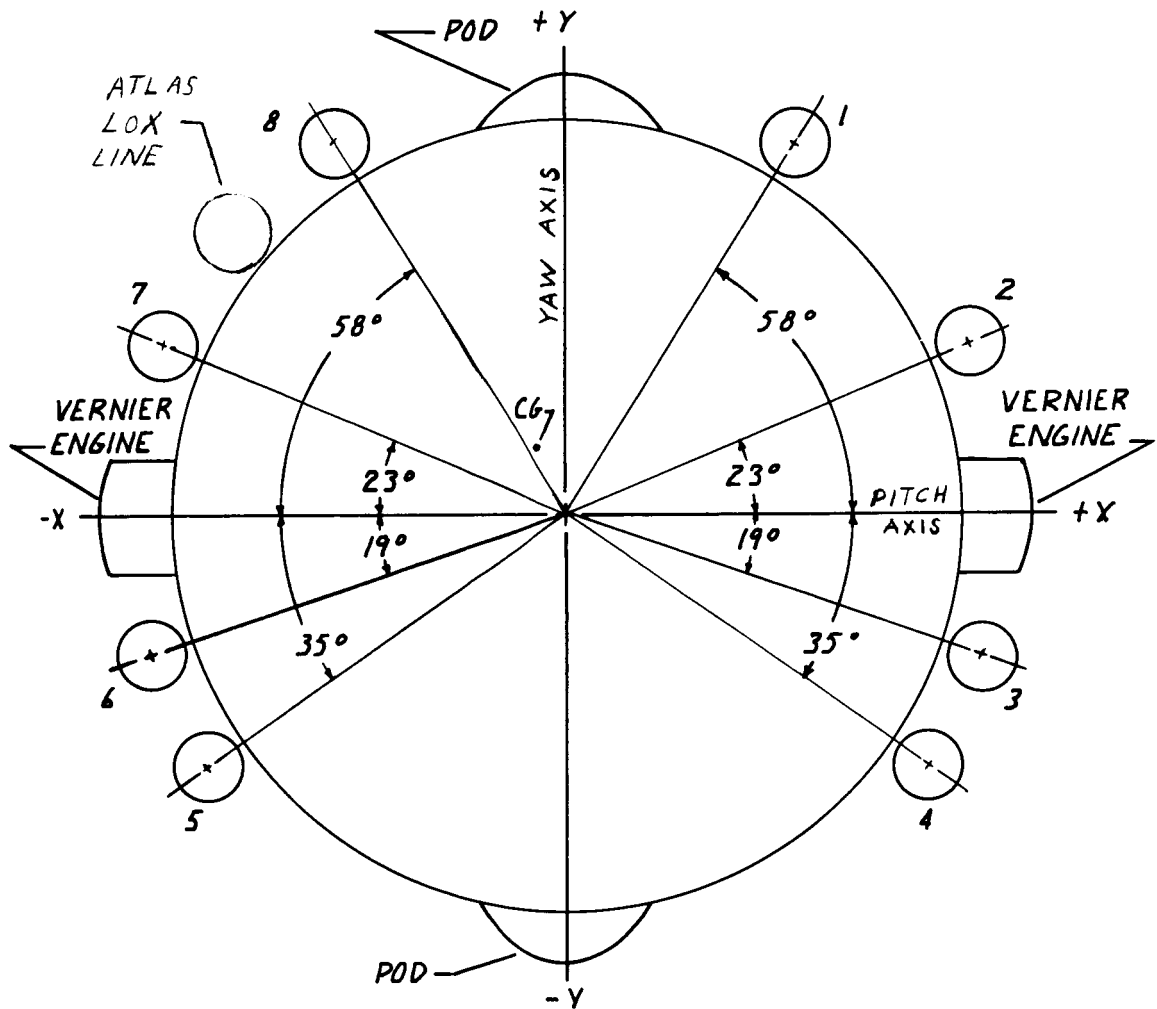 POD
+Y
ATLAS
LOX
LINE
8
1
YAW AXIS
7
2
58°
58°
CG
VERNIER
ENGINE
VERNIER
ENGINE
23°
23°
-X
PITCH
AXIS
+X
19°
19°
35°
35°
6
3
5
4
POD
-Y